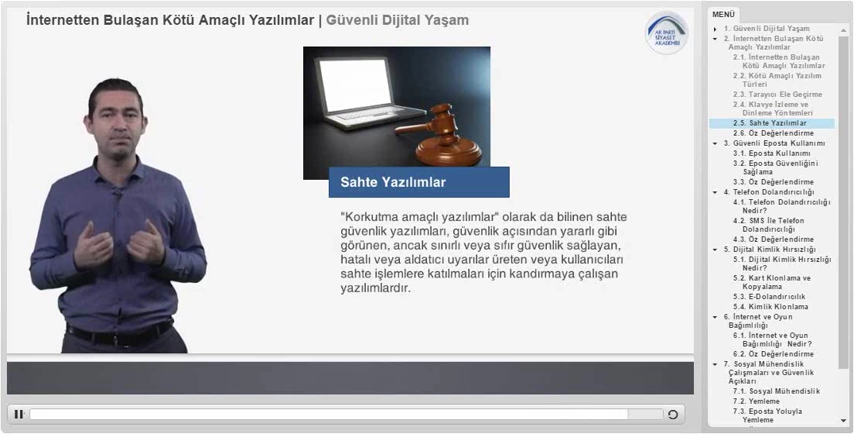 İnternetten Bulaşan Kötü Amaçlı Yazılımlar | Güvenli Dijital Yaşam
AK PARTİ
SİYASET
AKADEMİSİ
Sahte Yazılımlar
"Korkutma amaçlı yazılımlar" olarak da bilinen sahte
güvenlik yazılımları, güvenlik açısından yararlı gibi
görünen, ancak sınırlı veya sıfır güvenlik sağlayan,
hatalı veya aldatıcı uyarılar üreten veya kullanıcıları
sahte işlemlere katılmaları için kandırmaya çalışan
yazılımlardır.
MENÜ
1. Güvenli Dijital Yaşam
2. İnternetten Bulaşan Kötü
Amaçlı Yazılımlar
2.1. İnternetten Bulaşan
Kötü Amaçlı Yazılımlar
2.2. Kötü Amaçlı Yazılım
Türleri
2.3. Tarayıcı Ele Geçirme
2.4. Klavye İzleme ve
Dinleme Yöntemleri
2.5. Sahte Yazılımlar
2.6. Öz Değerlendirme
3. Güvenli Eposta Kullanımı
3.1. Eposta Kullanımı
3.2. Eposta Güvenliğini
Sağlama
3.3. Öz Değerlendirme
4. Telefon Dolandırıcılığı
4.1. Telefon Dolandırıcılığı
Nedir?
4.2. SMS İle Telefon
Dolandırıcılığı
4.3. Öz Değerlendirme
5. Dijital Kimlik Hırsızlığı
5.1. Dijital Kimlik Hırsızlığı
Nedir?
5.2. Kart Klonlama ve
Kopyalama
5.3. E-Dolandırıcılık
5.4. Kimlik Klonlama
6. İnternet ve Oyun
Bağımlılığı
6.1. İnternet ve Oyun
Bağımlılığı Nedir?
6.2. Öz Değerlendirme
7. Sosyal Mühendislik
Çalışmaları ve Güvenlik
Açıkları
7.1. Sosyal Mühendislik
7.2. Yemleme
7.3. Eposta Yoluyla
Yemleme